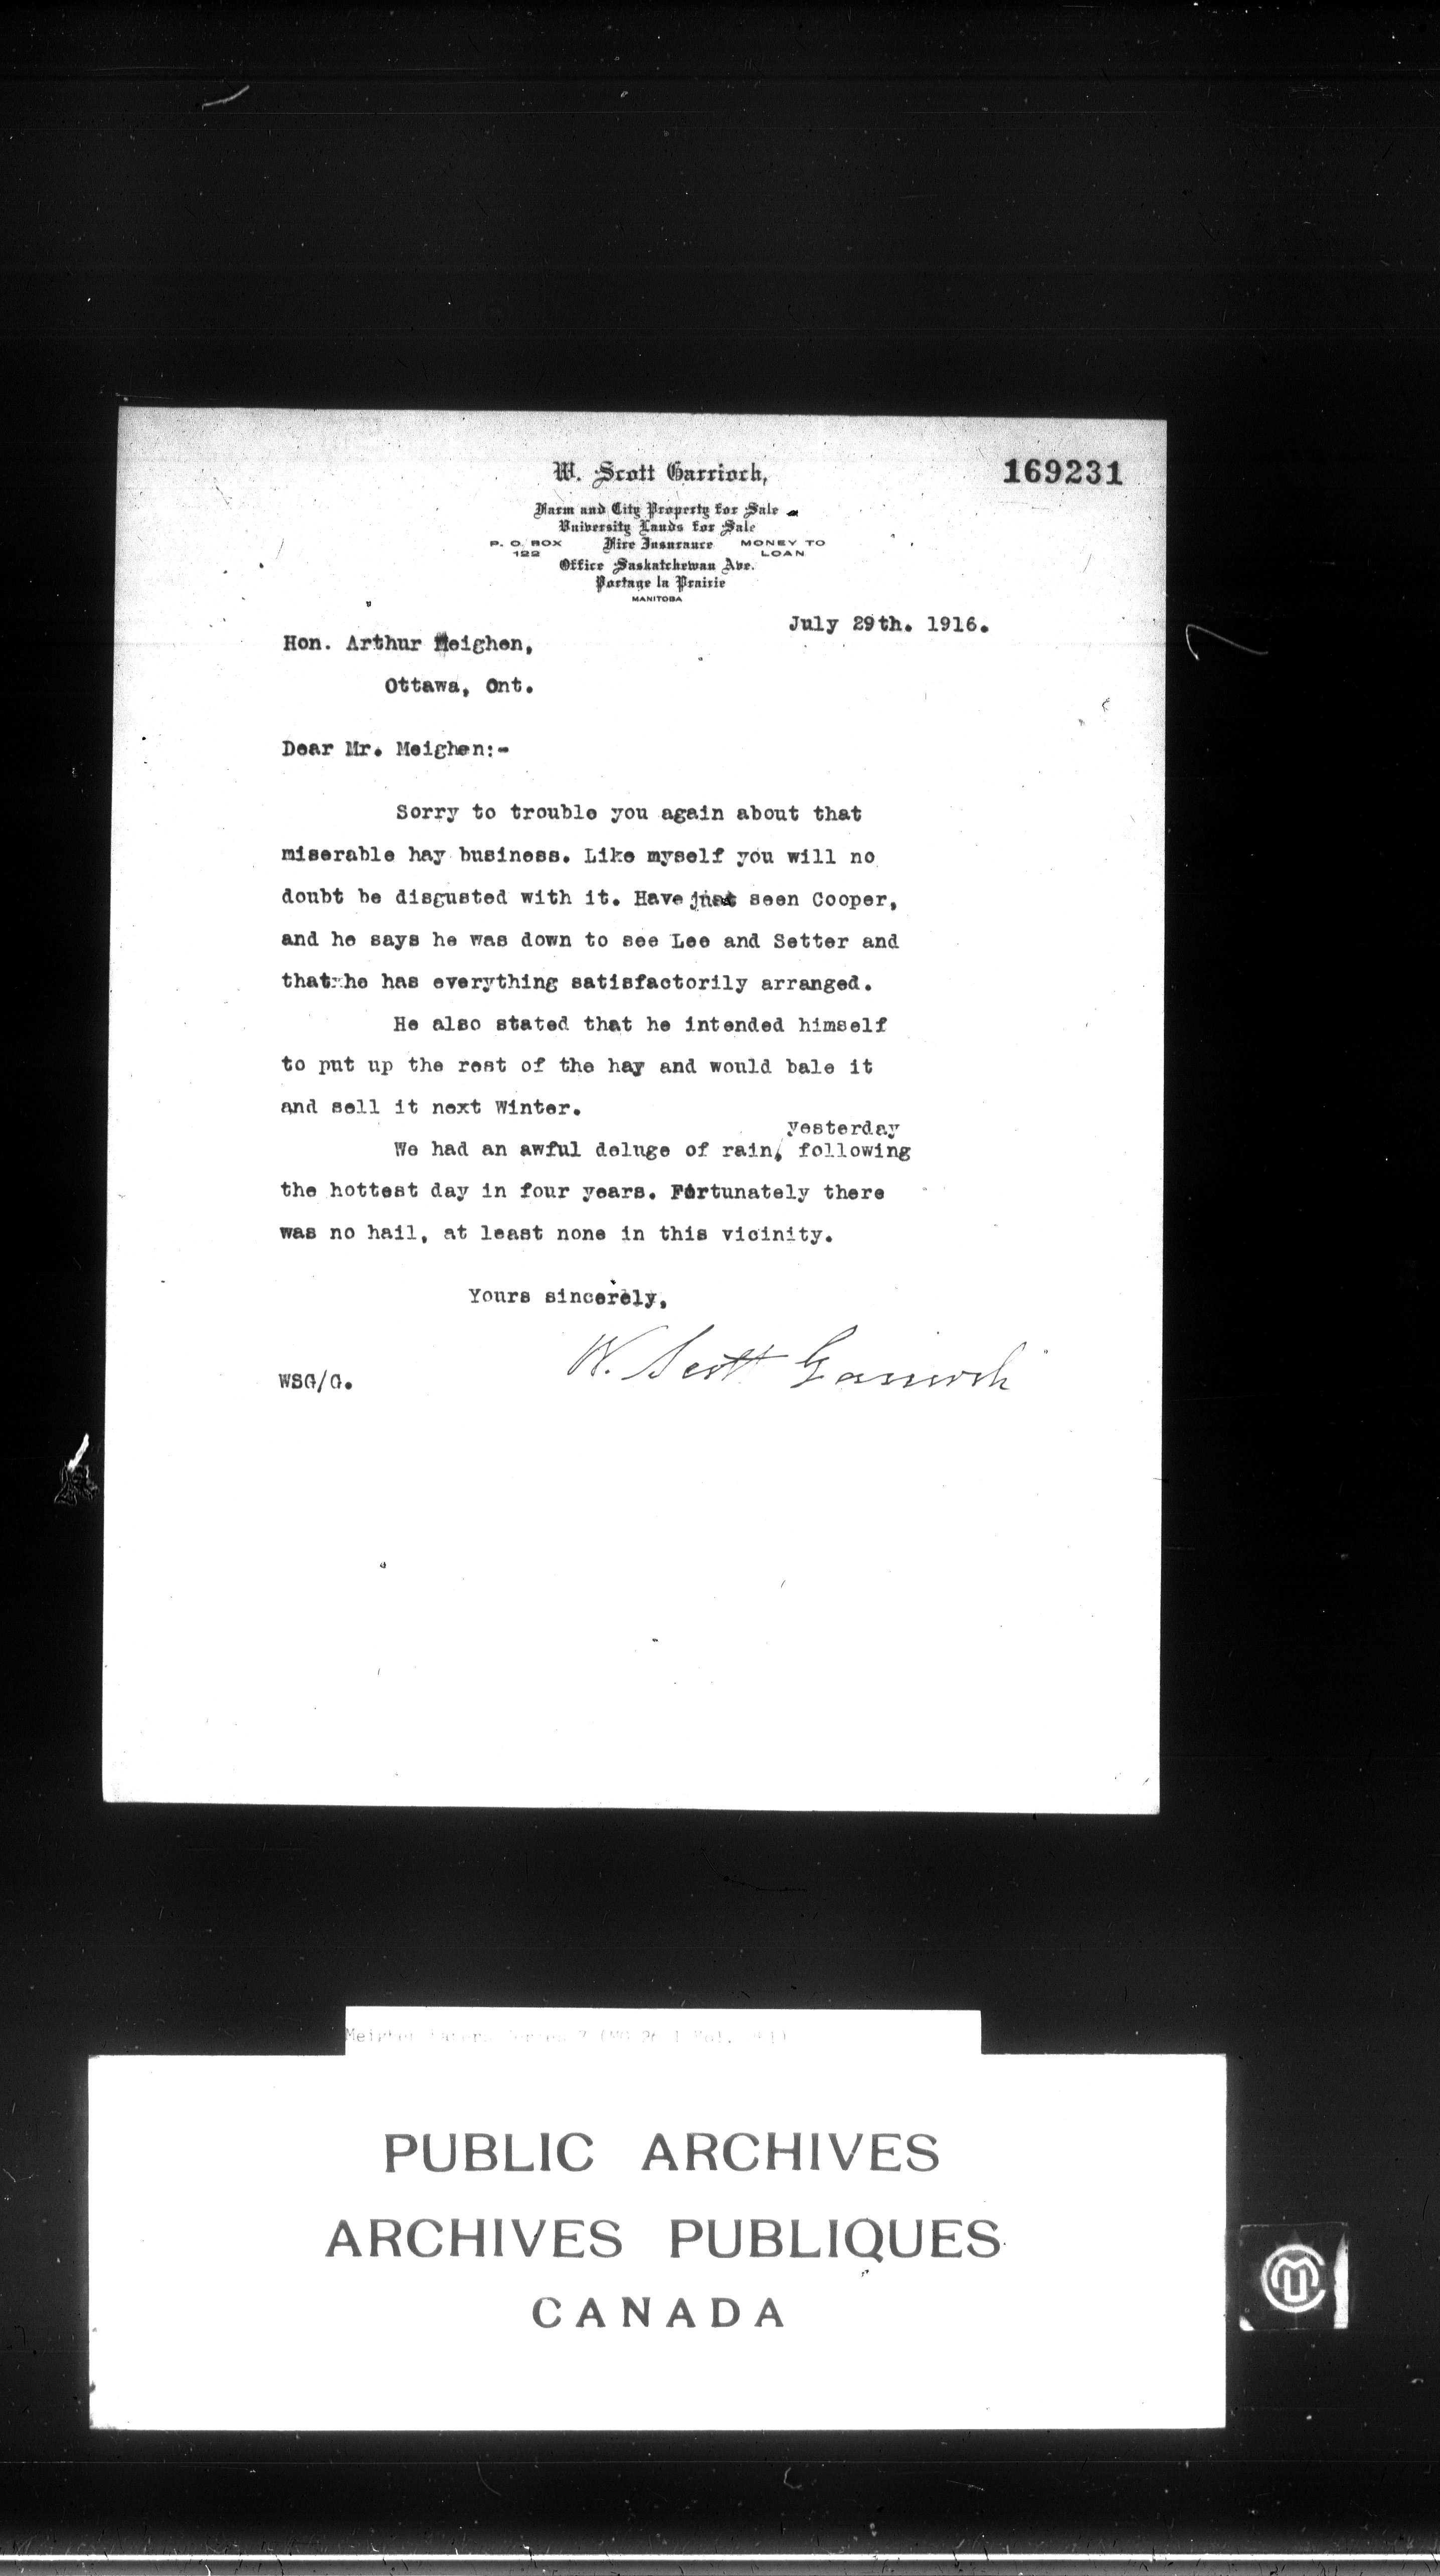 169231
W. Scott Garrioch,
Farm and City Property for Sale
University Lands for Sale
P. O. BOX 122 Fire Insurance MONEY TO LOAN
Office Saskatchewan Ave.
Portage la Prairie
MANITOBA
July 29th. 1916.
Hon. Arthur Meighen,
Ottawa, Ont.
Dear Mr. Meighen:-
Sorry to trouble you again about that
miserable hay business. Like myself you will no
doubt be disgusted with it. Have just seen Cooper,
and he says he was down to see Lee and Setter and
that he has everything satisfactorily arranged.
He also stated that he intended himself
to put up the rest of the hay and would bale it
and sell it next Winter.
yesterday
We had an awful deluge of rain, following
the hottest day in four years. Fortunately there
was no hail, at least none in this vicinity.
Yours sincerely,
W. Scott Garrioch
WSG/G.
PUBLIC ARCHIVES
ARCHIVES PUBLIQUES
CANADA